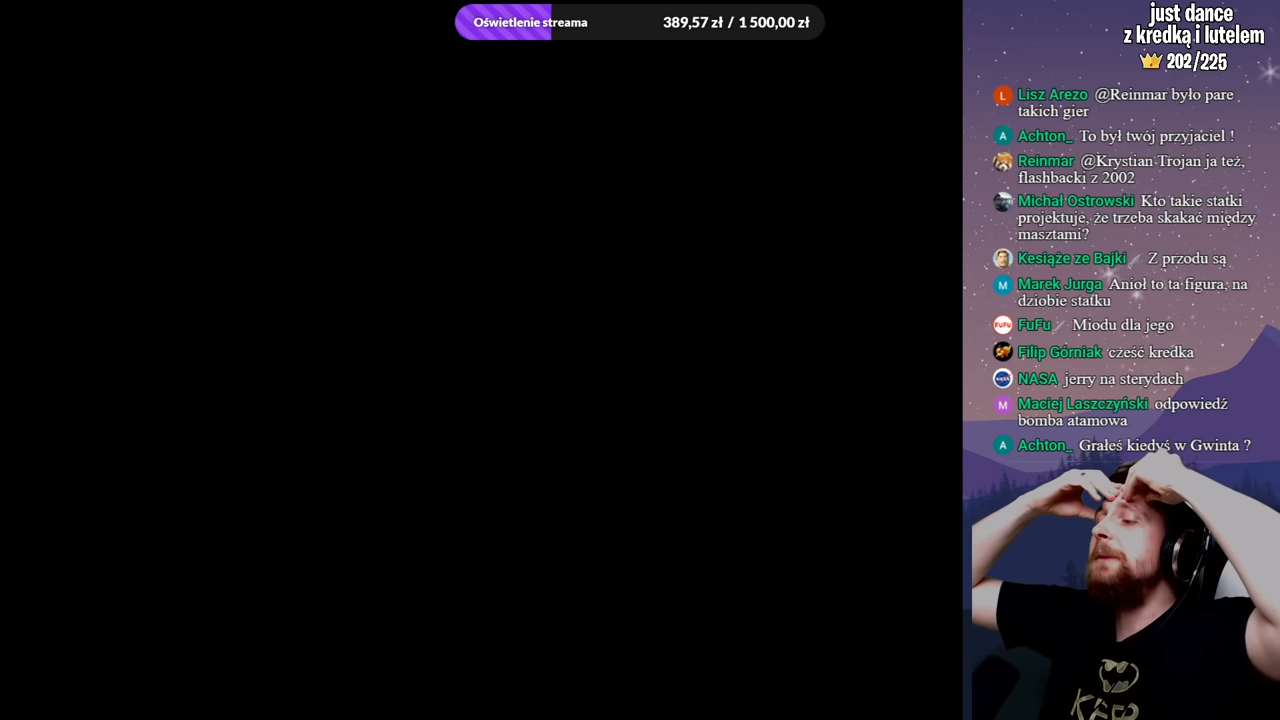 Oświetlenie streama 389,57 zł / 1 500,00 zł
just dance
z kredką i lutelem
202/225
L Lisz Arezo @Reinmar było pare
takich gier
A Achton_ To był twój przyjaciel !
Reinmar @Krystian Trojan ja też,
flashbacki z 2002
Michał Ostrowski Kto takie statki
projektuje, że trzeba skakać między
masztami?
Kesiąże ze Bajki Z przodu są
M Marek Jurga Anioł to ta figura, na
dziobie statku
FuFu FuFu Miodu dla jego
Filip Górniak cześć kredka
NASA NASA jerry na sterydach
M Maciej Laszczyński odpowiedź
bomba atamowa
A Achton_ Grałeś kiedyś w Gwinta ?